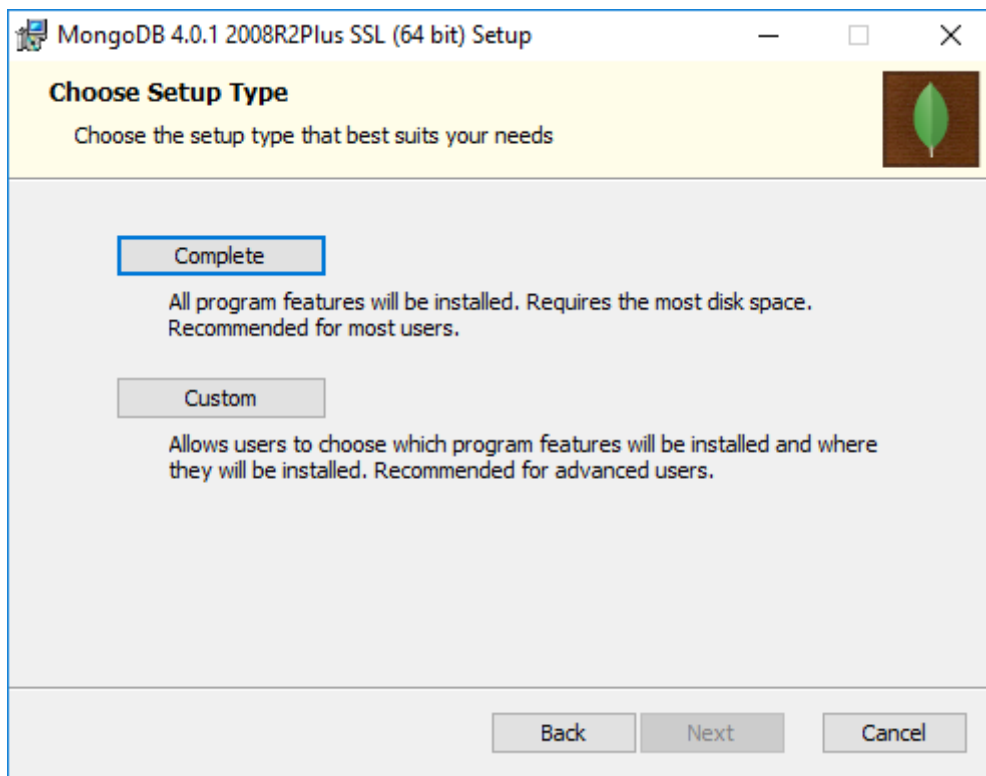 MongoDB 4.0.1 2008R2Plus SSL (64 bit) Setup
Choose Setup Type
Choose the setup type that best suits your needs
Complete
All program features will be installed. Requires the most disk space.
Recommended for most users.
Custom
Allows users to choose which program features will be installed and where
they will be installed. Recommended for advanced users.
Back Next Cancel